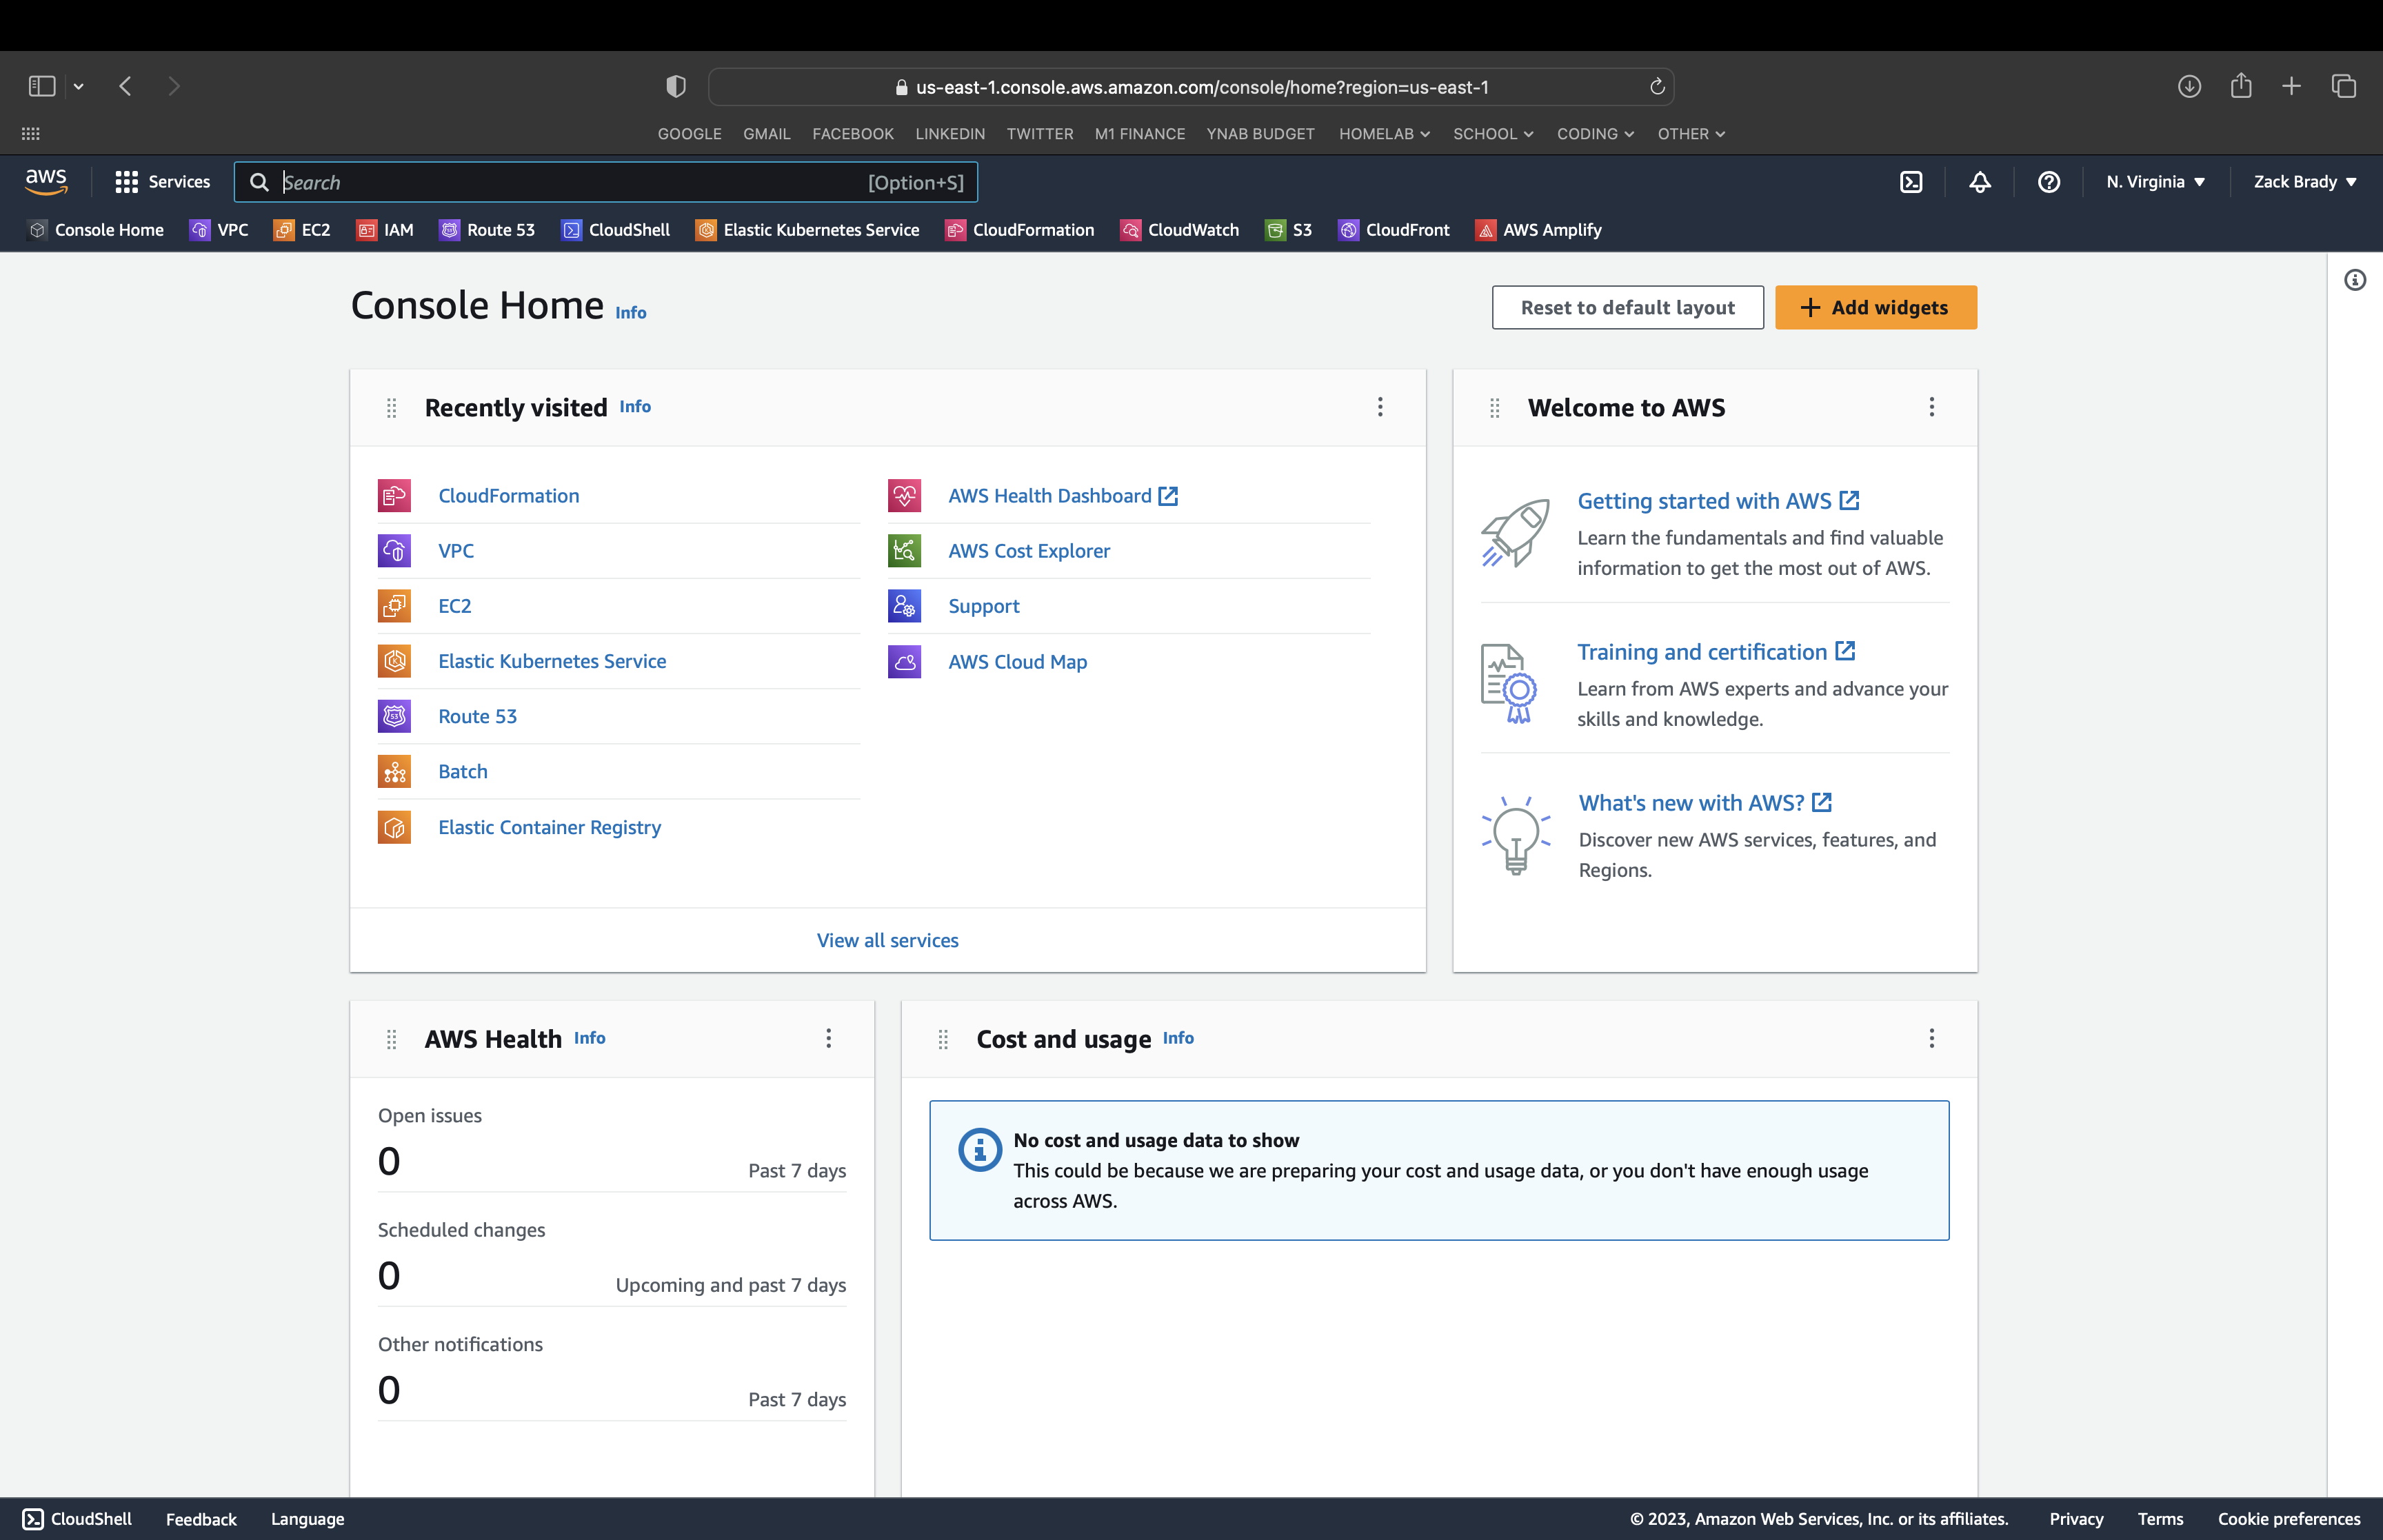 us-east-1.console.aws.amazon.com/console/home?region=us-east-1
GOOGLE GMAIL FACEBOOK LINKEDIN TWITTER M1 FINANCE YNAB BUDGET HOMELAB SCHOOL CODING OTHER
aws Services Search [Option+S] N. Virginia Zack Brady
Console Home VPC EC2 IAM Route 53 CloudShell Elastic Kubernetes Service CloudFormation CloudWatch S3 CloudFront AWS Amplify
Console Home Info
Reset to default layout
Add widgets
Recently visited Info
CloudFormation
VPC
EC2
Elastic Kubernetes Service
Route 53
Batch
Elastic Container Registry
AWS Health Dashboard
AWS Cost Explorer
Support
AWS Cloud Map
View all services
Welcome to AWS
Getting started with AWS
Learn the fundamentals and find valuable
information to get the most out of AWS.
Training and certification
Learn from AWS experts and advance your
skills and knowledge.
What's new with AWS?
Discover new AWS services, features, and
Regions.
AWS Health Info
Open issues
0 Past 7 days
Scheduled changes
0 Upcoming and past 7 days
Other notifications
0 Past 7 days
Cost and usage Info
No cost and usage data to show
This could be because we are preparing your cost and usage data, or you don't have enough usage
across AWS.
CloudShell Feedback Language © 2023, Amazon Web Services, Inc. or its affiliates. Privacy Terms Cookie preferences